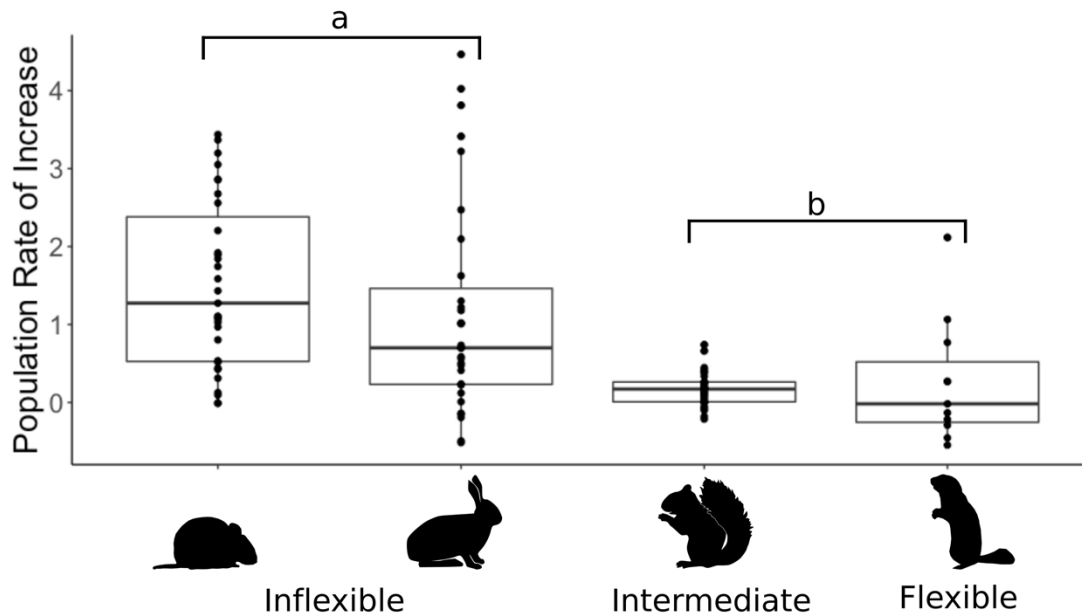 a
b
Population Rate of Increase
4
3
2
1
0
Inflexible
Intermediate
Flexible